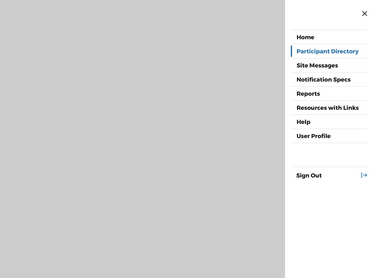 Home
Participant Directory
Site Messages
Notification Specs
Reports
Resources with Links
Help
User Profile
Sign Out